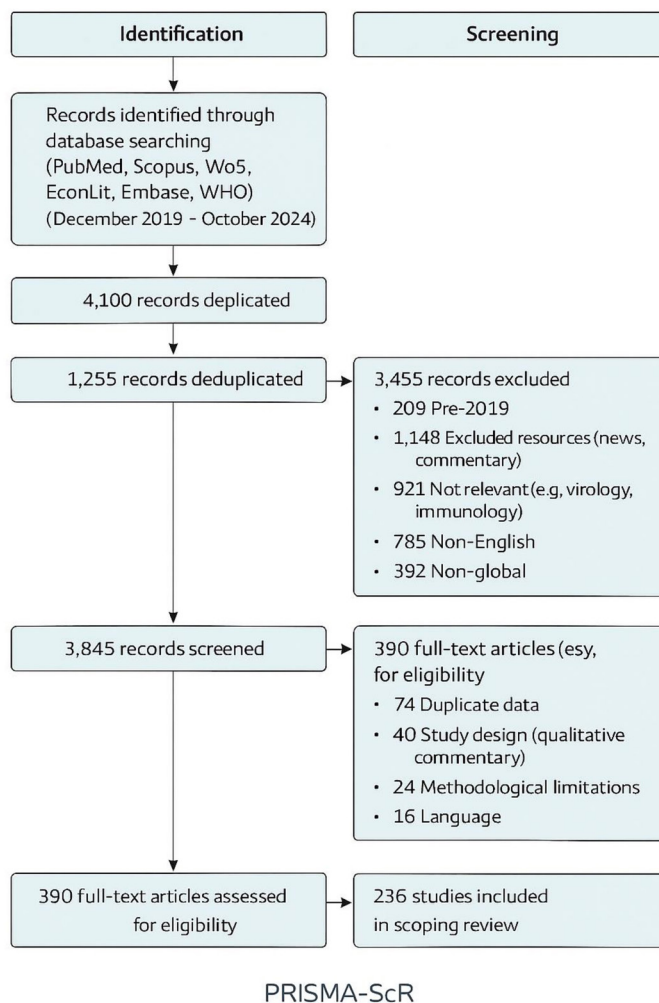 Identification
Screening
Records identified through
database searching
(PubMed, Scopus, Wo5,
EconLit, Embase, WHO)
(December 2019 – October 2024)
4,100 records deplicated
1,255 records deduplicated
3,455 records excluded
• 209 Pre-2019
• 1,148 Excluded resources (news,
commentary)
• 921 Not relevant (e.g, virology,
immunology)
• 785 Non-English
• 392 Non-global
3,845 records screened
390 full-text articles (esy,
for eligibility
• 74 Duplicate data
• 40 Study design (qualitative
commentary)
• 24 Methodological limitations
• 16 Language
390 full-text articles assessed
for eligibility
236 studies included
in scoping review
PRISMA-ScR